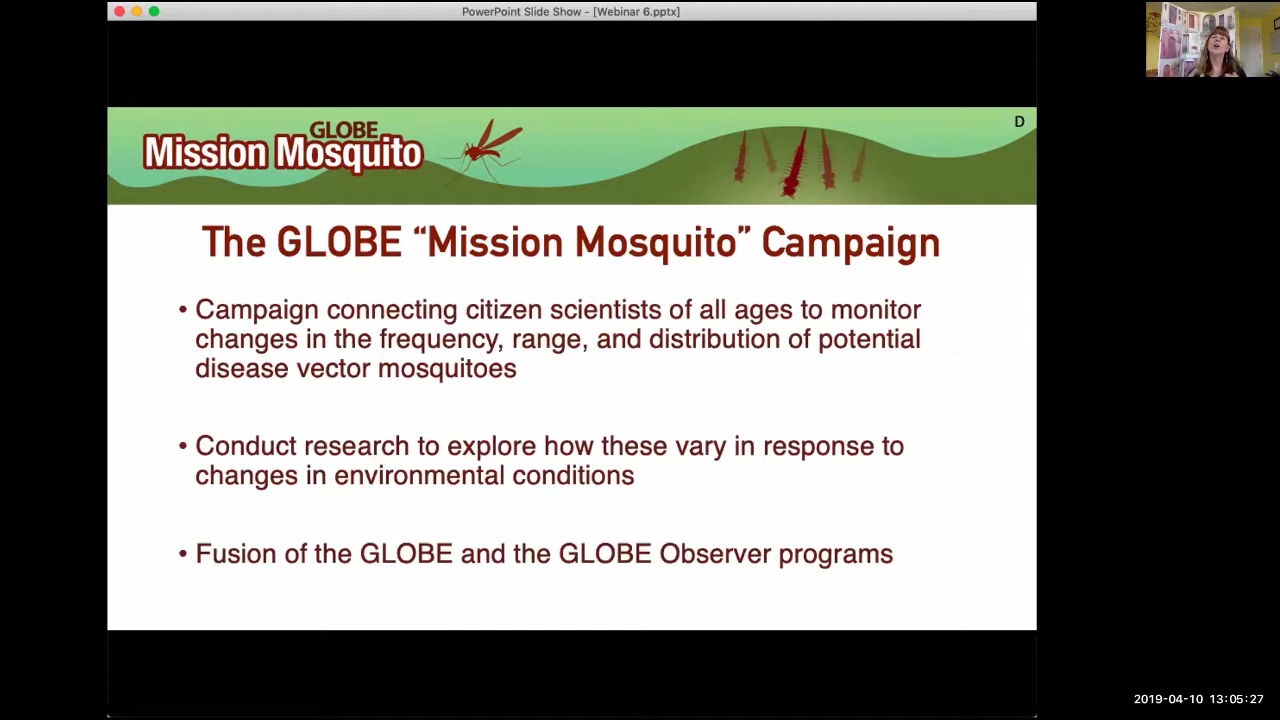 PowerPoint Slide Show - [Webinar 6.pptx]
GLOBE
Mission Mosquito
D
The GLOBE “Mission Mosquito” Campaign
• Campaign connecting citizen scientists of all ages to monitor
changes in the frequency, range, and distribution of potential
disease vector mosquitoes
• Conduct research to explore how these vary in response to
changes in environmental conditions
• Fusion of the GLOBE and the GLOBE Observer programs
2019-04-10 13:05:27